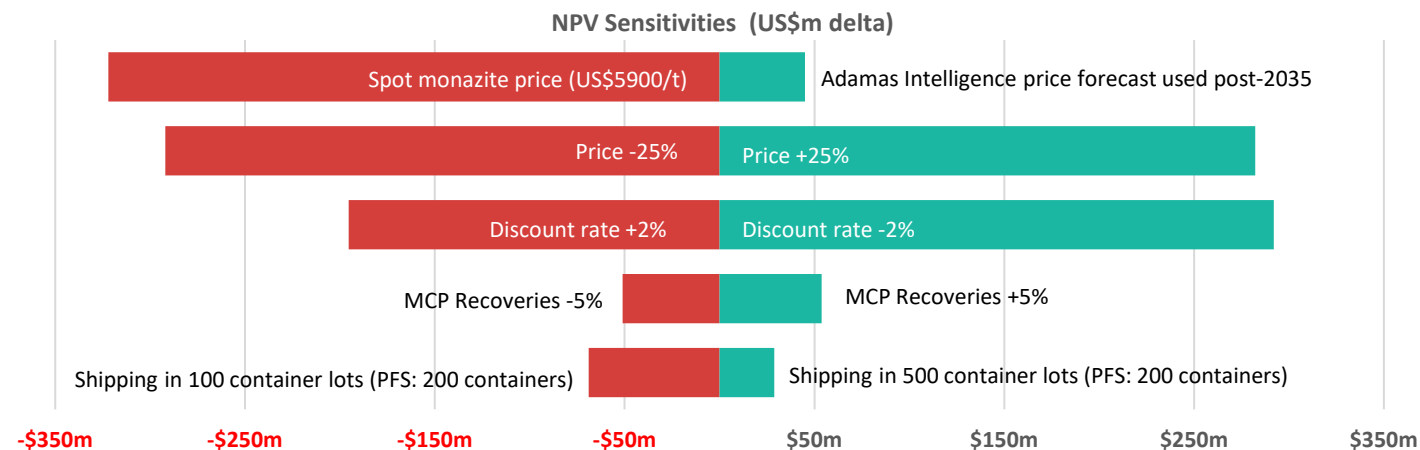 NPV Sensitivities (US$m delta)
Spot monazite price (US$5900/t)
Adamas Intelligence price forecast used post-2035
Price -25%
Price +25%
Discount rate +2%
Discount rate -2%
MCP Recoveries -5%
MCP Recoveries +5%
Shipping in 100 container lots (PFS: 200 containers)
Shipping in 500 container lots (PFS: 200 containers)
-$350m -$250m -$150m -$50m $50m $150m $250m $350m